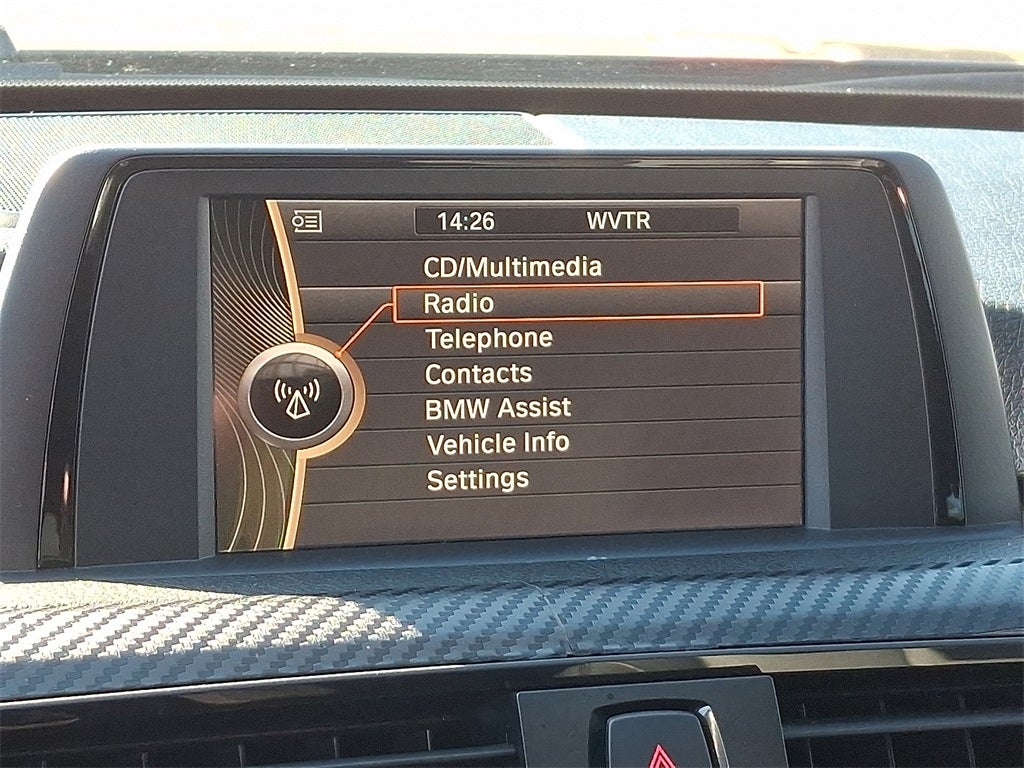 14:26 WVTR
CD/Multimedia
Radio
Telephone
Contacts
BMW Assist
Vehicle Info
Settings